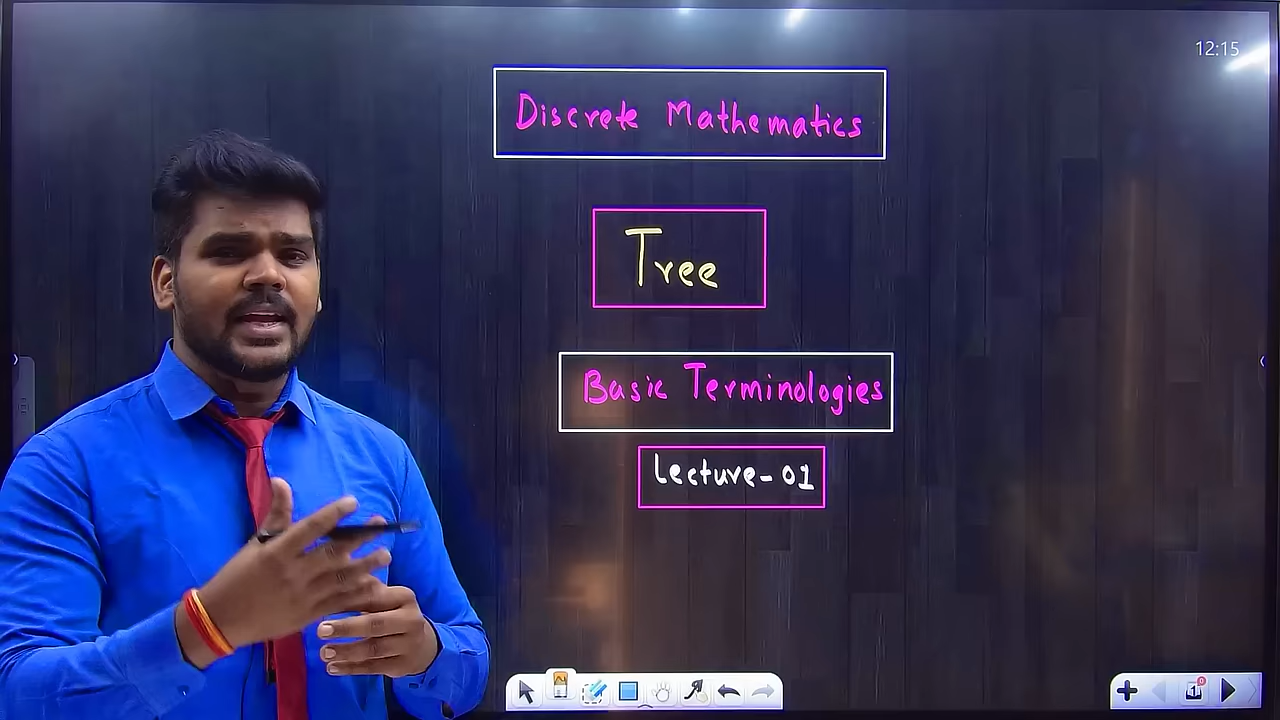 12:15
Discrete Mathematics
Tree
Basic Terminologies
Lecture-01